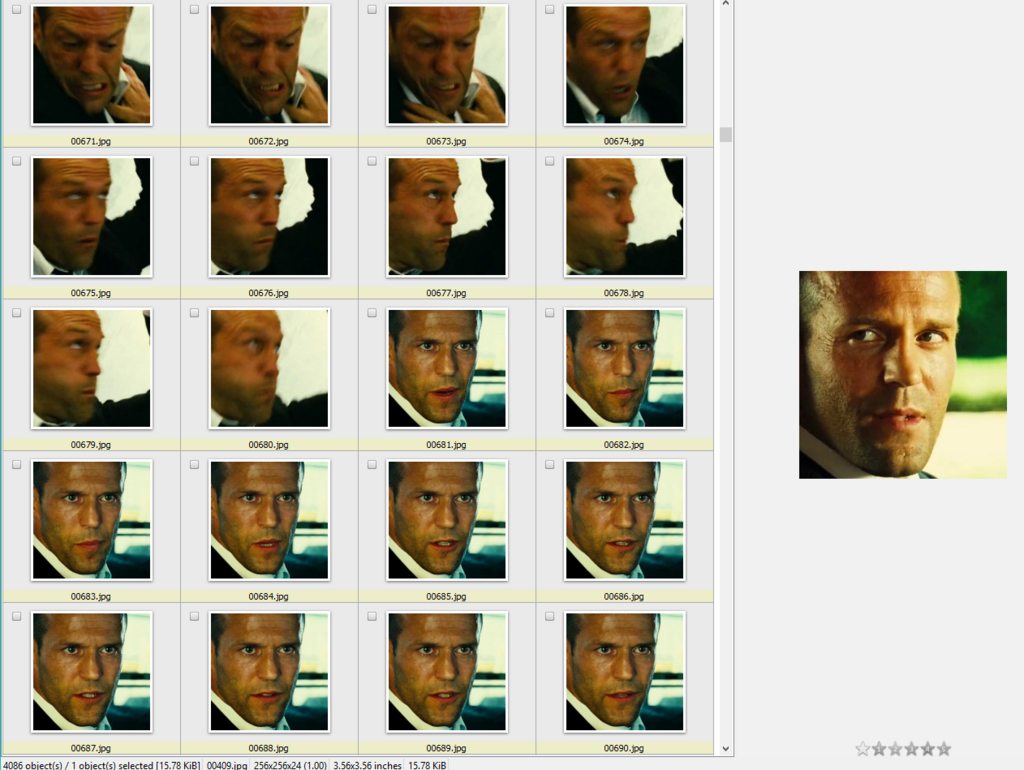 00671.jpg 00672.jpg 00673.jpg 00674.jpg
00675.jpg 00676.jpg 00677.jpg 00678.jpg
00679.jpg 00680.jpg 00681.jpg 00682.jpg
00683.jpg 00684.jpg 00685.jpg 00686.jpg
00687.jpg 00688.jpg 00689.jpg 00690.jpg
4086 object(s) / 1 object(s) selected [15.78 KiB] 00409.jpg 256x256x24 (1.00) 3.56x3.56 inches 15.78 KiB